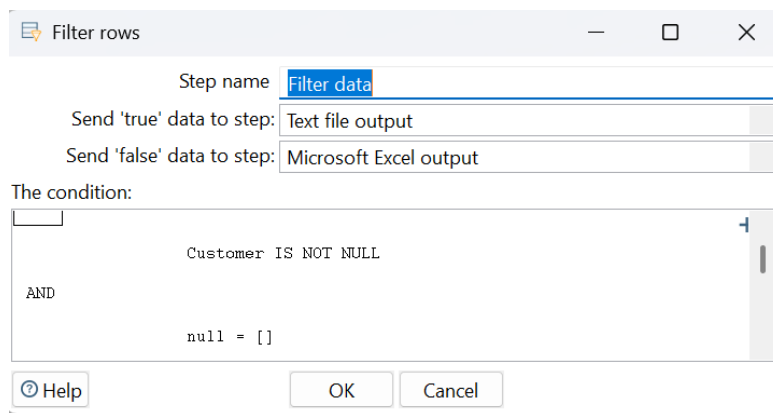 Filter rows
Step name Filter data
Send 'true' data to step: Text file output
Send 'false' data to step: Microsoft Excel output
The condition:
Customer IS NOT NULL
AND
null = []
Help OK Cancel